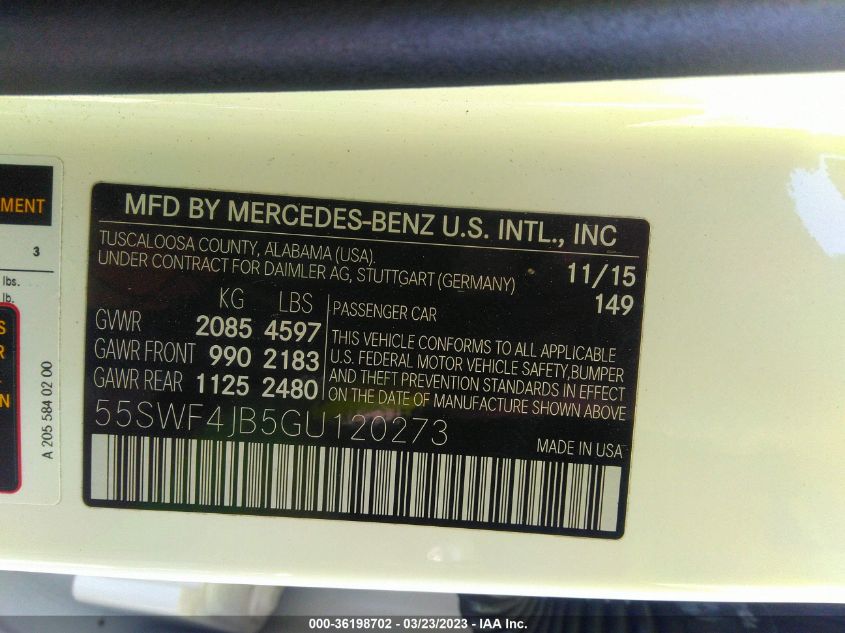 MENT
3
lbs.
lb.
S
R
N
A 205 584 02 00
MFD BY MERCEDES-BENZ U.S. INTL., INC
TUSCALOOSA COUNTY, ALABAMA (USA).
UNDER CONTRACT FOR DAIMLER AG, STUTTGART (GERMANY)
11/15
149
KG LBS
GVWR 2085 4597
GAWR FRONT 990 2183
GAWR REAR 1125 2480
PASSENGER CAR
THIS VEHICLE CONFORMS TO ALL APPLICABLE
U.S. FEDERAL MOTOR VEHICLE SAFETY,BUMPER
AND THEFT PREVENTION STANDARDS IN EFFECT
ON THE DATE OF MANUFACTURE SHOWN ABOVE
55SWF4JB5GU120273
MADE IN USA
000-36198702 - 03/23/2023 - IAA Inc.